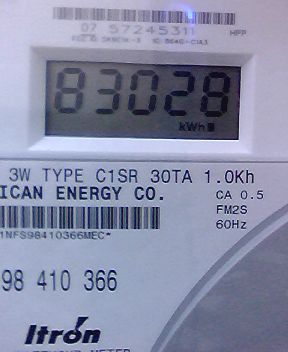 07 57245311
HPP
83028
kWh
3W TYPE C1SR 30TA 1.0Kh
ICAN ENERGY CO.
CA 0.5
FM2S
60Hz
1NFS98410366MEC*
98 410 366
Itron